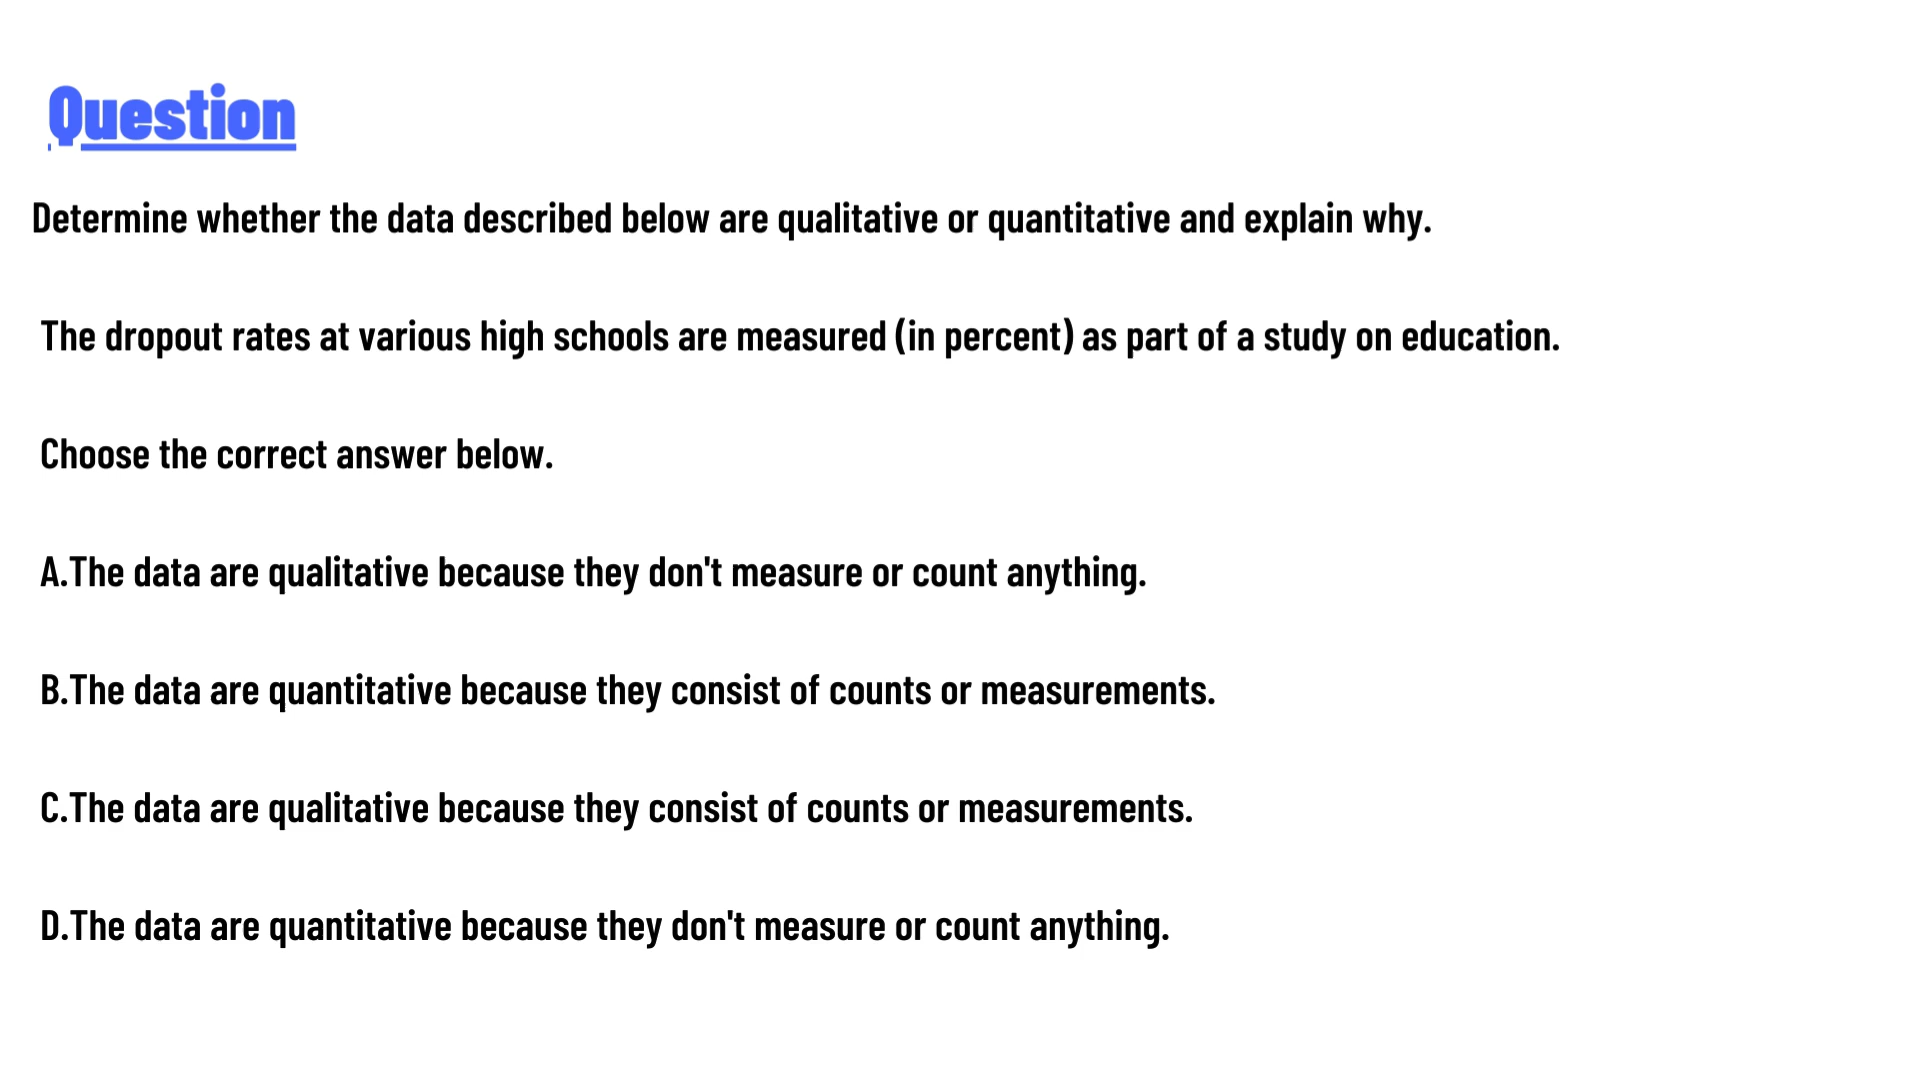 Question
Determine whether the data described below are qualitative or quantitative and explain why.
The dropout rates at various high schools are measured (in percent) as part of a study on education.
Choose the correct answer below.
A.The data are qualitative because they don't measure or count anything.
B.The data are quantitative because they consist of counts or measurements.
C.The data are qualitative because they consist of counts or measurements.
D.The data are quantitative because they don't measure or count anything.